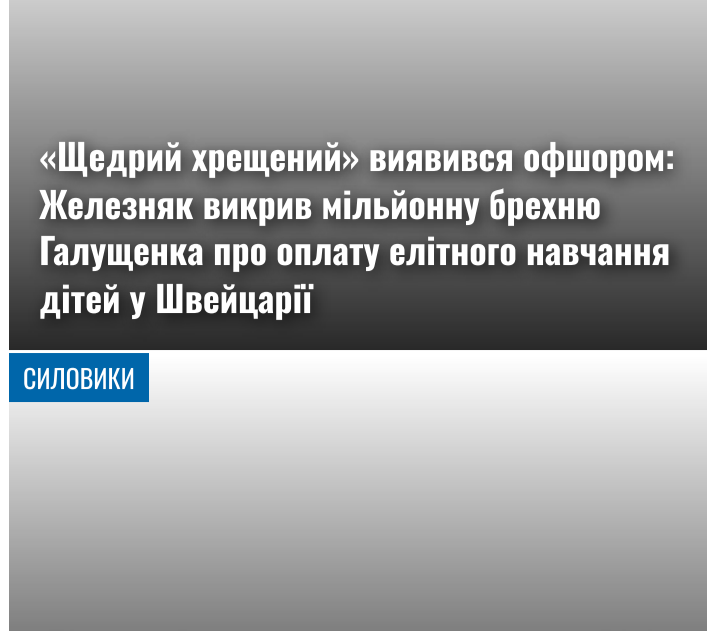 «Щедрий хрещений» виявився офшором:
Железняк викрив мільйонну брехню
Галущенка про оплату елітного навчання
дітей у Швейцарії
СИЛОВИКИ